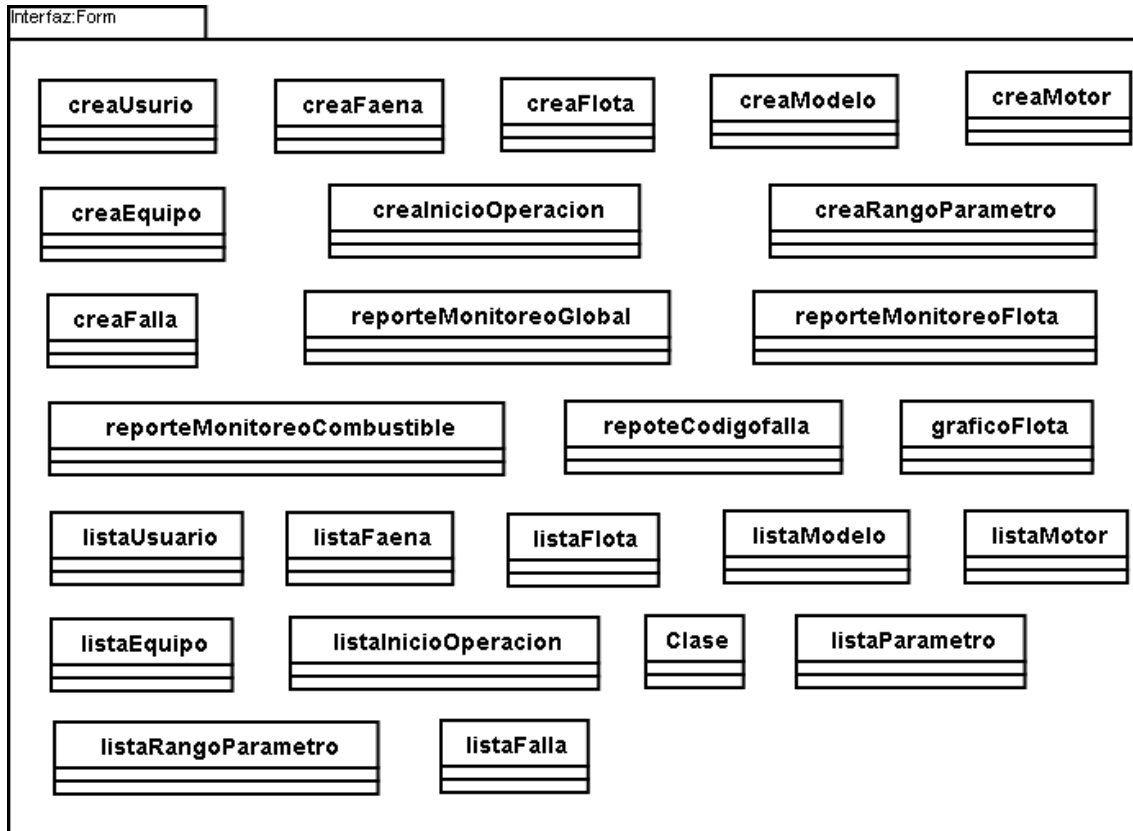 Interfaz:Form
creaUsurio
creaFaena
creaFlota
creaModelo
creaMotor
creaEquipo
creaInicioOperacion
creaRangoParametro
creaFalla
reporteMonitoreoGlobal
reporteMonitoreoFlota
reporteMonitoreoCombustible
repoteCodigofalla
graficoFlota
listaUsuario
listaFaena
listaFlota
listaModelo
listaMotor
listaEquipo
listaInicioOperacion
Clase
listaParametro
listaRangoParametro
listaFalla